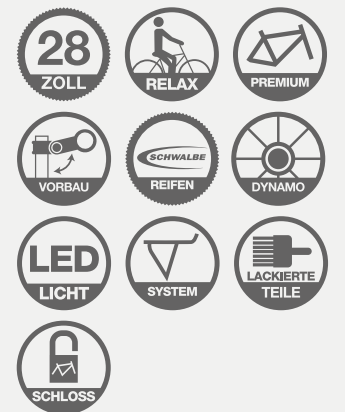 28
ZOLL
RELAX
PREMIUM
VORBAU
SCHWALBE
REIFEN
DYNAMO
LED
LICHT
SYSTEM
LACKIERTE
TEILE
SCHLOSS